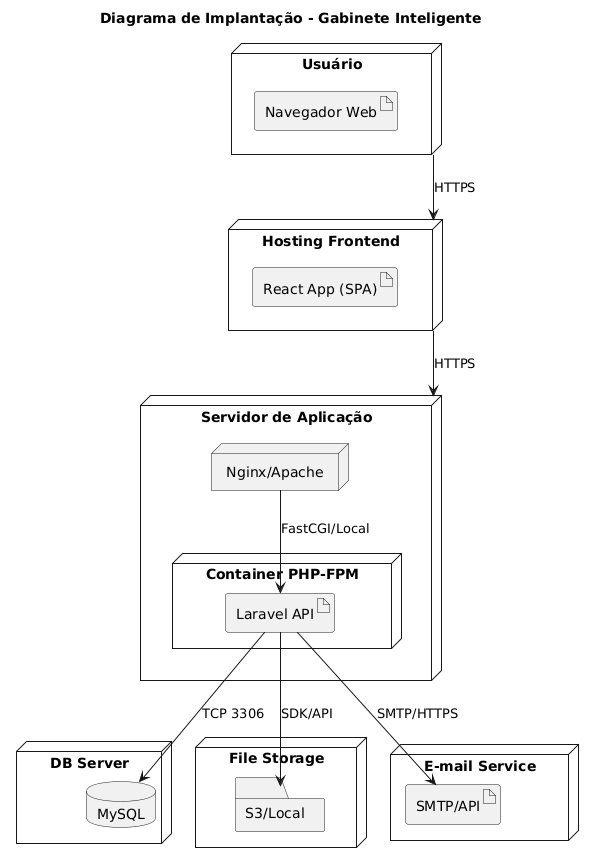 Diagrama de Implantação - Gabinete Inteligente
Usuário
Navegador Web
HTTPS
Hosting Frontend
React App (SPA)
HTTPS
Servidor de Aplicação
Nginx/Apache
FastCGI/Local
Container PHP-FPM
Laravel API
TCP 3306
SDK/API
SMTP/HTTPS
DB Server
MySQL
File Storage
S3/Local
E-mail Service
SMTP/API